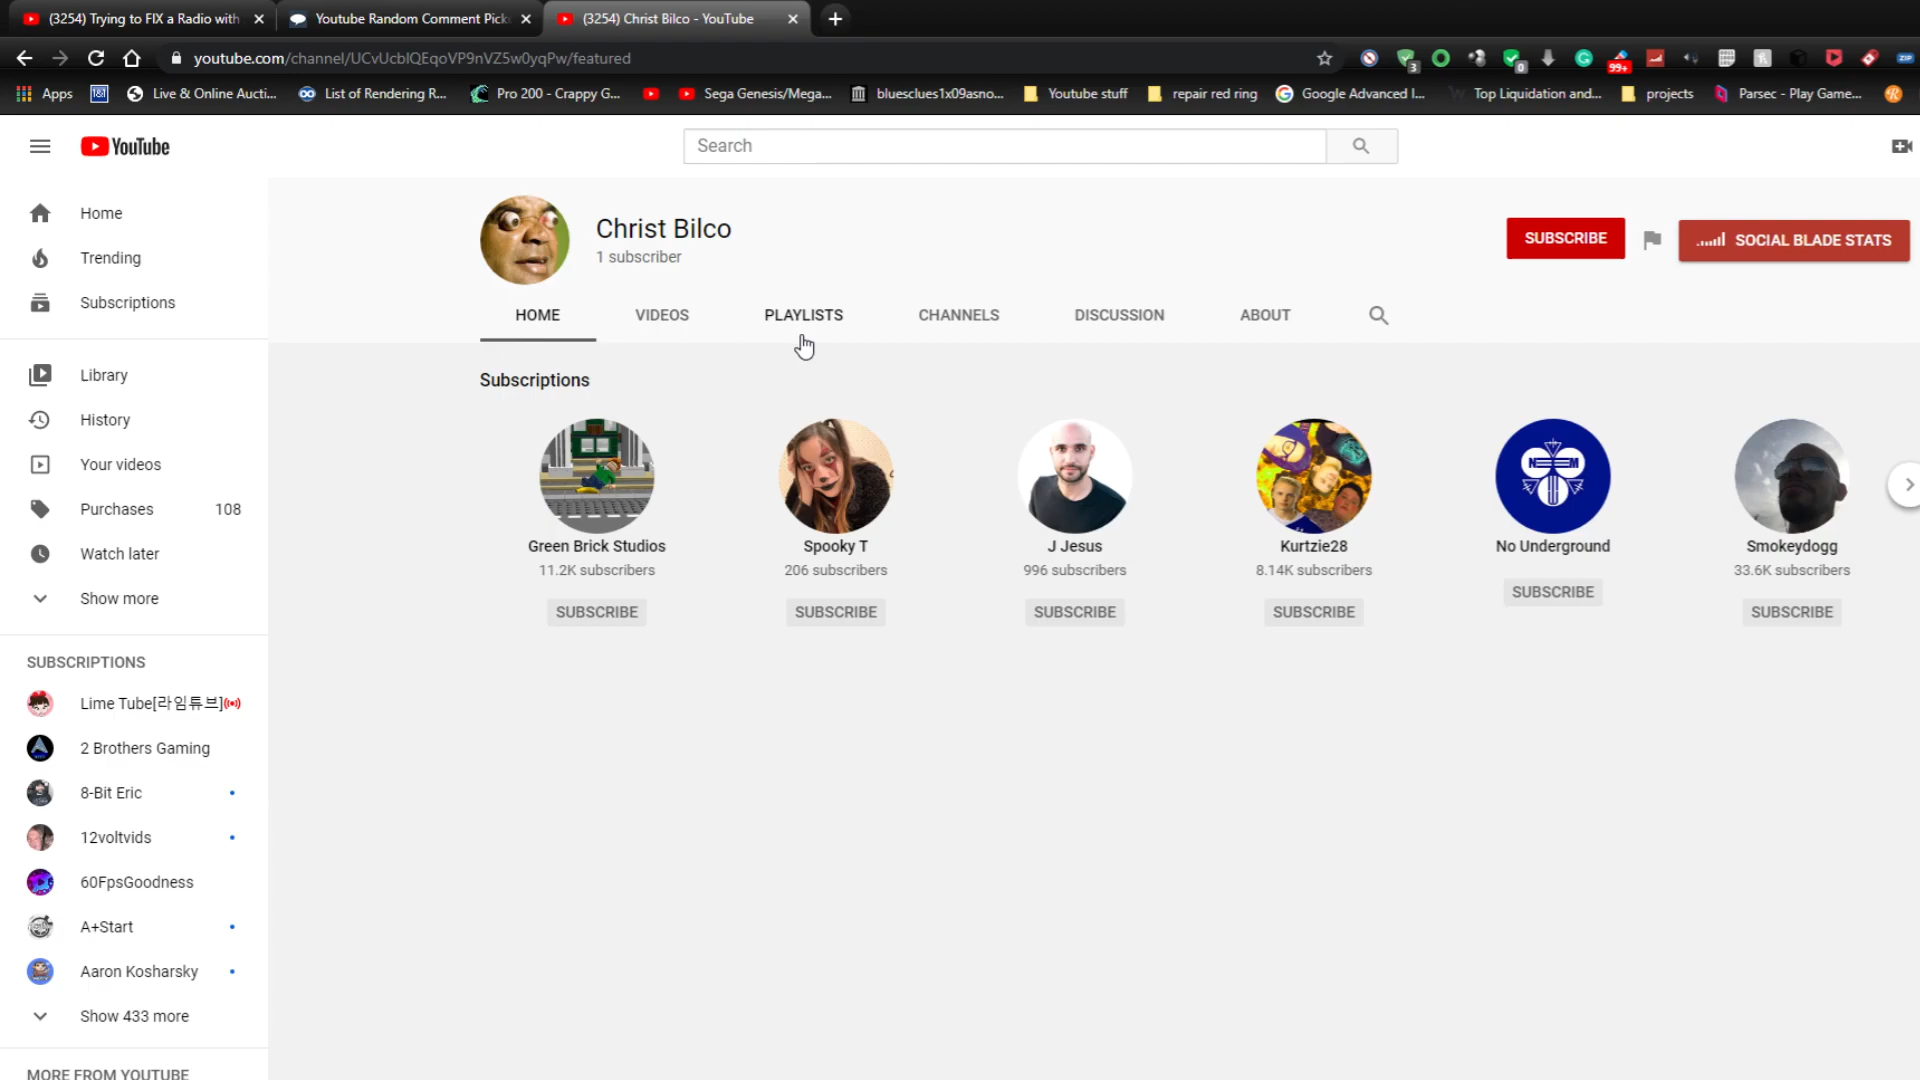 (3254) Trying to FIX a Radio with
Youtube Random Comment Pick
(3254) Christ Bilco - YouTube
youtube.com/channel/UCvUcblQEqoVP9nVZ5w0yqPw/featured
3
0
99+
ZIP
Apps
1&1
Live & Online Aucti...
List of Rendering R...
Pro 200 - Crappy G...
Sega Genesis/Mega...
bluesclues1x09asno...
Youtube stuff
repair red ring
Google Advanced I...
Top Liquidation and...
projects
Parsec - Play Game...
YouTube
Search
Home
Trending
Subscriptions
Library
History
Your videos
Purchases 108
Watch later
Show more
SUBSCRIPTIONS
Lime Tube[라임튜브]
2 Brothers Gaming
8-Bit Eric
12voltvids
60FpsGoodness
A+Start
Aaron Kosharsky
Show 433 more
MORE FROM YOUTUBE
Christ Bilco
1 subscriber
SUBSCRIBE
SOCIAL BLADE STATS
HOME
VIDEOS
PLAYLISTS
CHANNELS
DISCUSSION
ABOUT
Subscriptions
Green Brick Studios
11.2K subscribers
SUBSCRIBE
Spooky T
206 subscribers
SUBSCRIBE
J Jesus
996 subscribers
SUBSCRIBE
Kurtzie28
8.14K subscribers
SUBSCRIBE
No Underground
SUBSCRIBE
Smokeydogg
33.6K subscribers
SUBSCRIBE